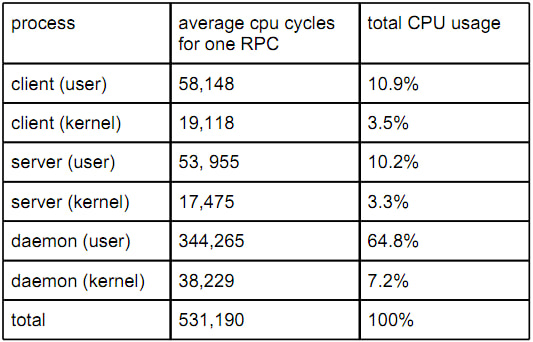 process average cpu cycles total CPU usage
for one RPC
client (user) 58,148 10.9%
client (kernel) 19,118 3.5%
server (user) 53, 955 10.2%
server (kernel) 17,475 3.3%
daemon (user) 344,265 64.8%
daemon (kernel) 38,229 7.2%
total 531,190 100%